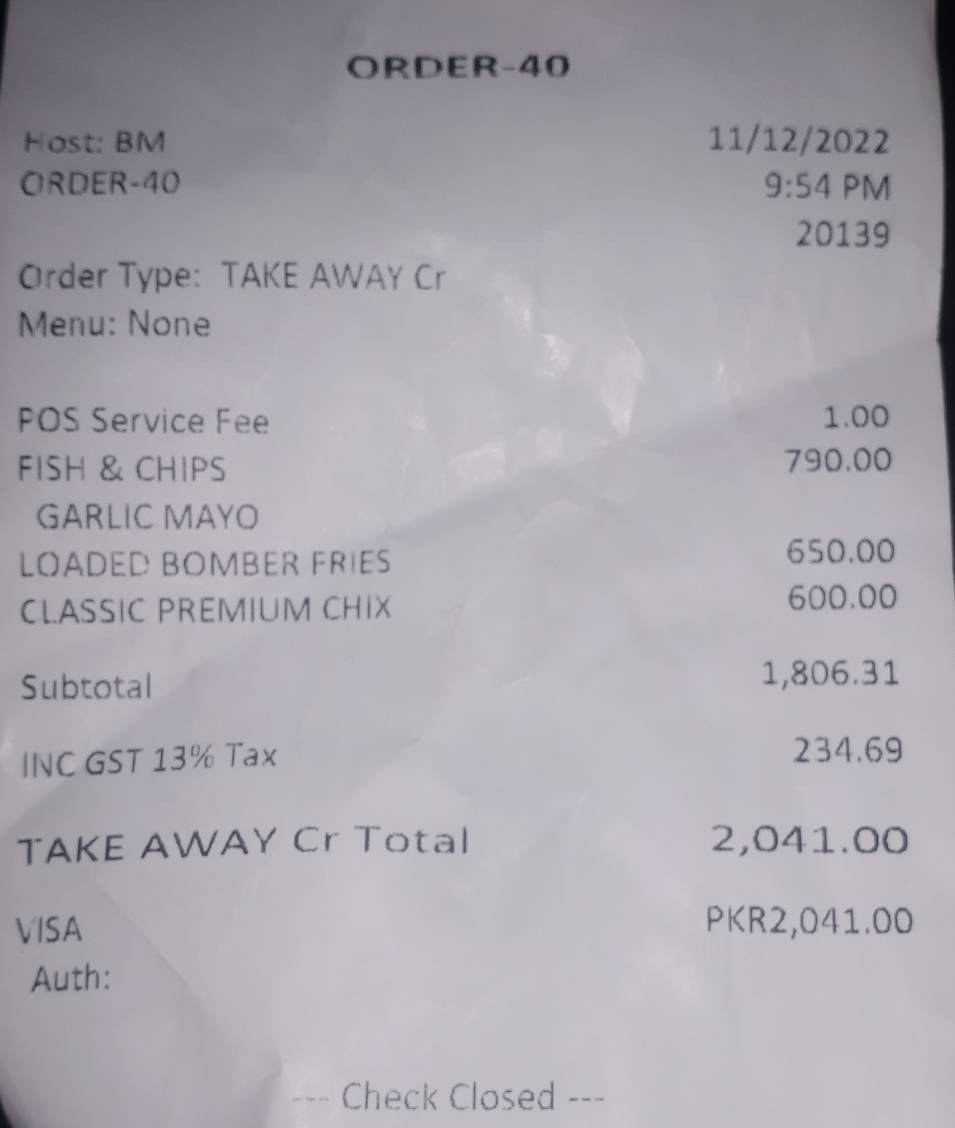 ORDER-40
Host: BM 11/12/2022
ORDER-40 9:54 PM
20139
Order Type: TAKE AWAY Cr
Menu: None
POS Service Fee 1.00
FISH & CHIPS 790.00
GARLIC MAYO
LOADED BOMBER FRIES 650.00
CLASSIC PREMIUM CHIX 600.00
Subtotal 1,806.31
INC GST 13% Tax 234.69
TAKE AWAY Cr Total 2,041.00
VISA PKR2,041.00
Auth:
--- Check Closed ---